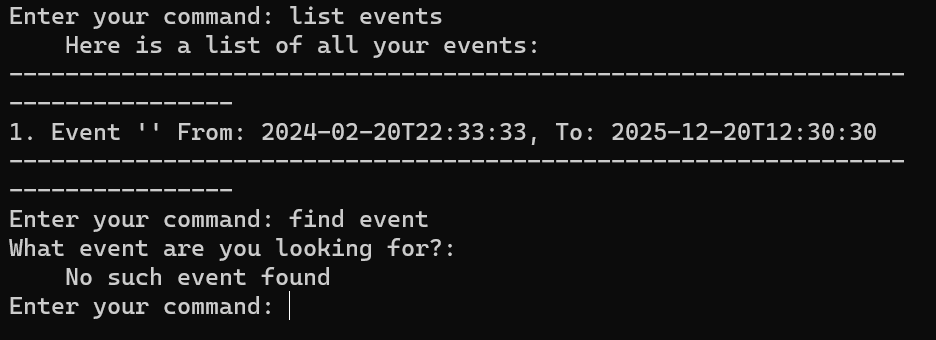 Enter your command: list events
    Here is a list of all your events:
----------------------------------------------------------------
----------------
1. Event '' From: 2024-02-20T22:33:33, To: 2025-12-20T12:30:30
----------------------------------------------------------------
----------------
Enter your command: find event
What event are you looking for?:
    No such event found
Enter your command: